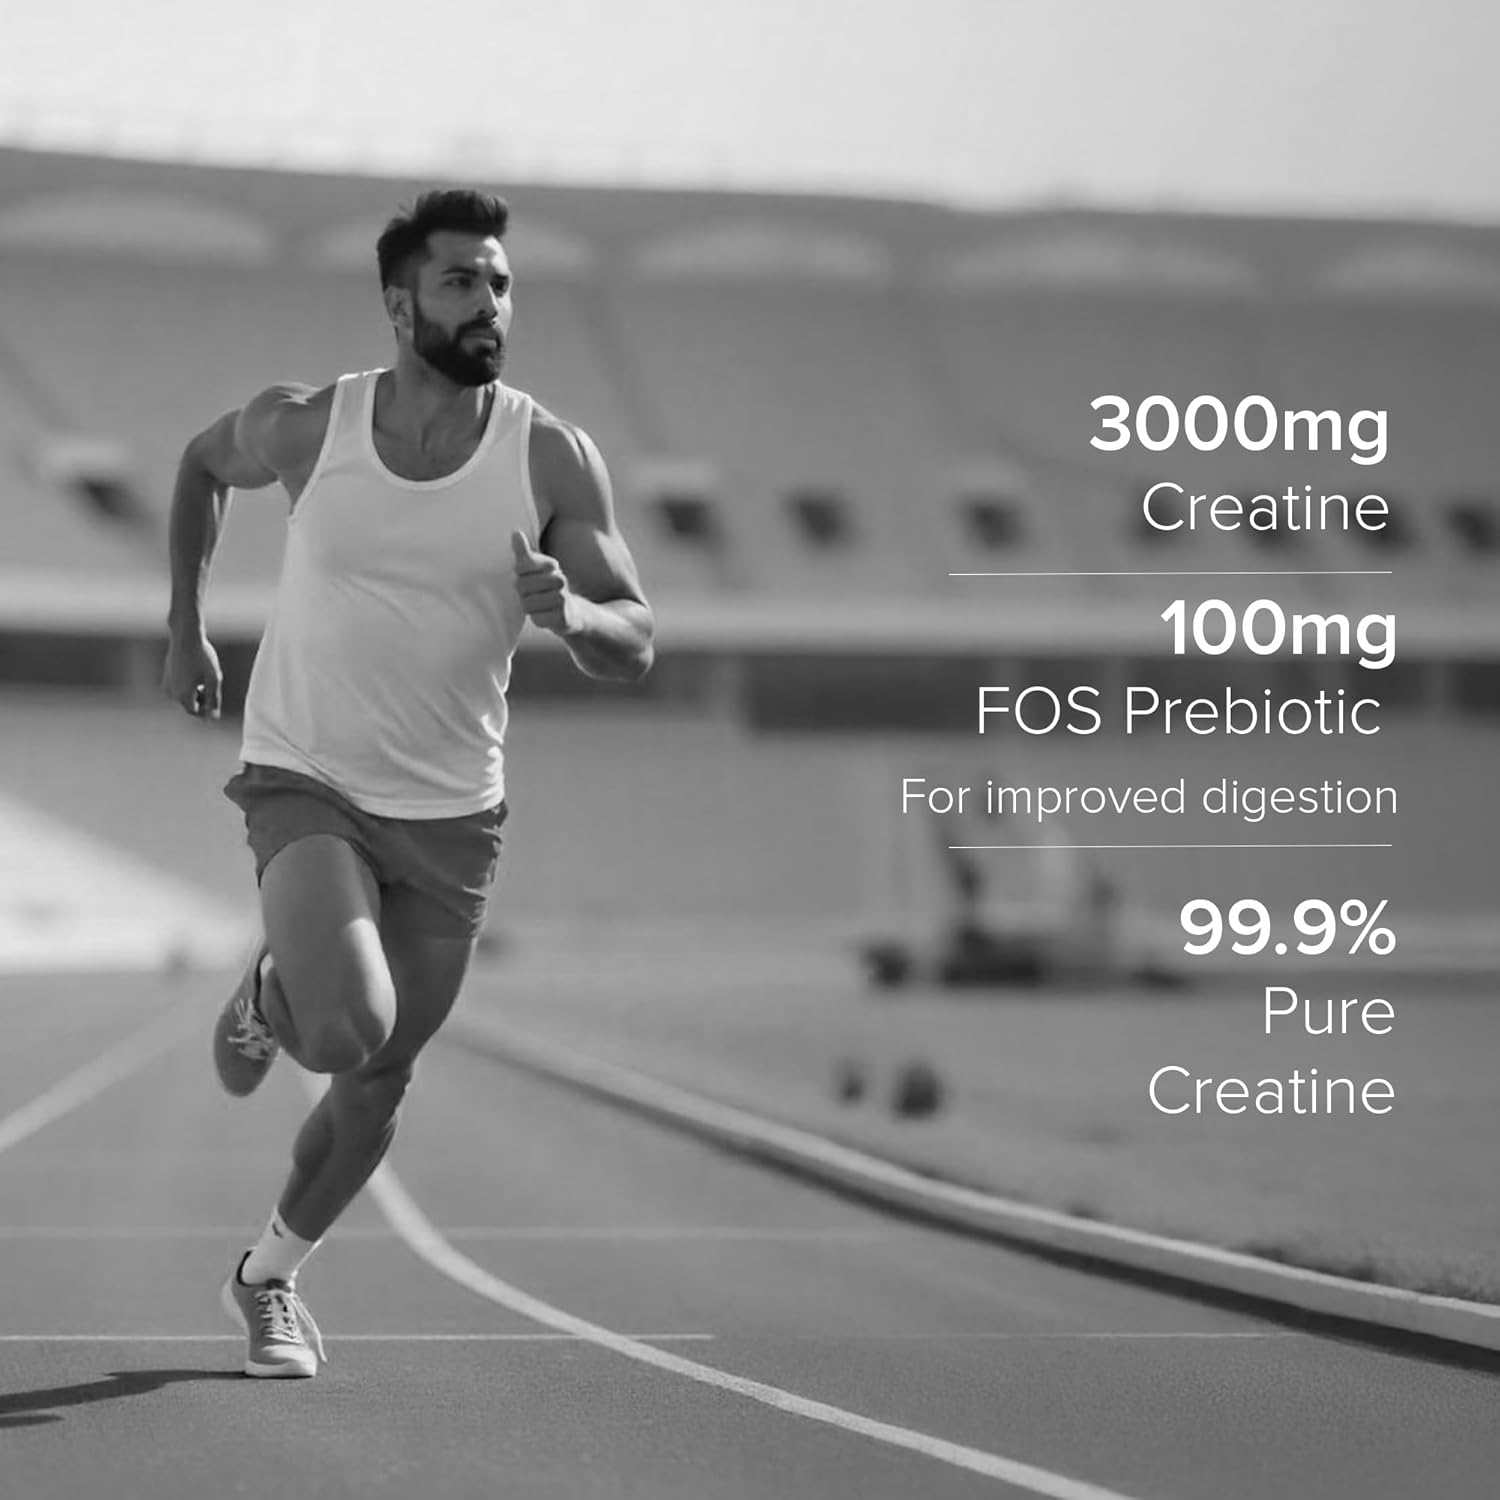 3000mg
Creatine
100mg
FOS Prebiotic
For improved digestion
99.9%
Pure
Creatine